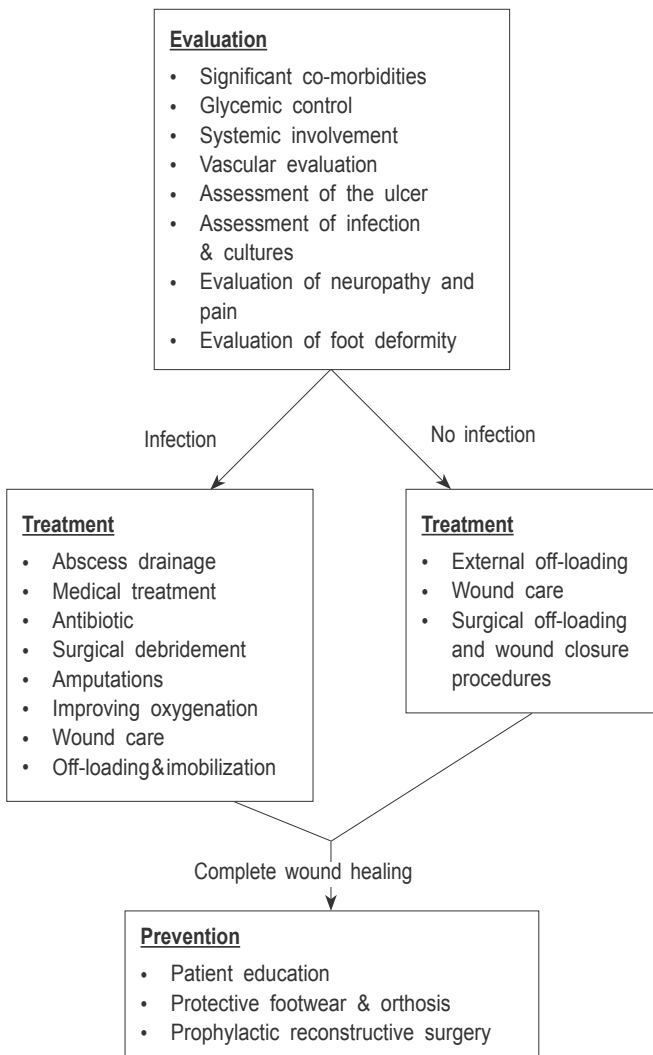 Evaluation
• Significant co-morbidities
• Glycemic control
• Systemic involvement
• Vascular evaluation
• Assessment of the ulcer
• Assessment of infection
& cultures
• Evaluation of neuropathy and
pain
• Evaluation of foot deformity
Infection
No infection
Treatment
• Abscess drainage
• Medical treatment
• Antibiotic
• Surgical debridement
• Amputations
• Improving oxygenation
• Wound care
• Off-loading&imobilization
Treatment
• External off-loading
• Wound care
• Surgical off-loading
and wound closure
procedures
Complete wound healing
Prevention
• Patient education
• Protective footwear & orthosis
• Prophylactic reconstructive surgery